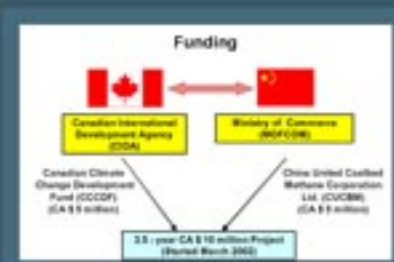 Funding
Canadian International
Development Agency
(CIDA)
Ministry of Commerce
(MOFCOM)
Canadian Climate
Change Development
Fund (CCCDF)
(CA $ 5 million)
China United Coalbed
Methane Corporation
Ltd. (CUCBM)
(CA $ 5 million)
3.5 - year CA $ 10 million Project
(Started March 2002)